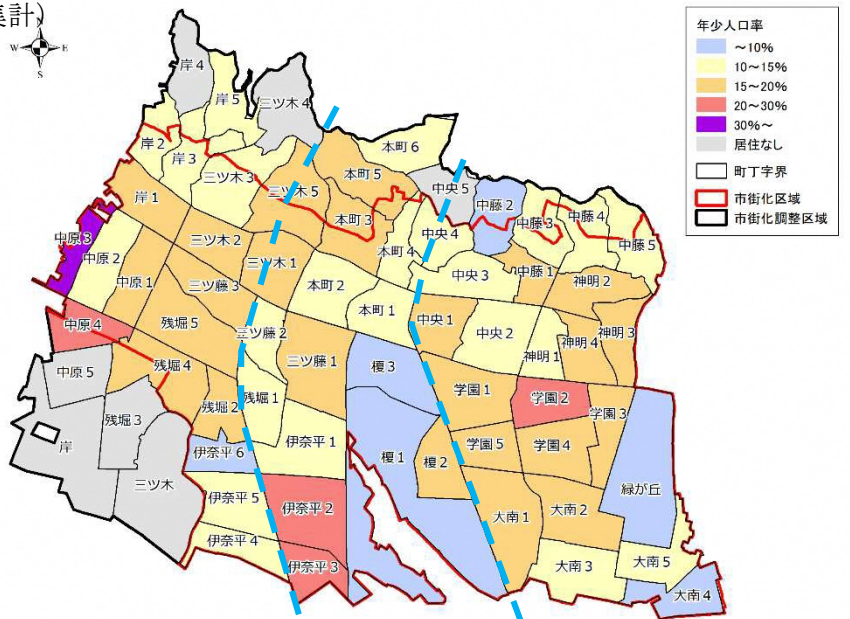 集計)
N
W E
S
年少人口率
～10%
10～15%
15～20%
20～30%
30%～
居住なし
町丁字界
市街化区域
市街化調整区域
岸4
岸5
三ツ木4
岸2
岸3
三ツ木3
本町6
本町5
三ツ木5
中央5
中藤2
岸1
本町3
中藤3
中藤4
中藤5
中原3
中原2
三ツ木2
三ツ木1
本町4
中央4
中央3
中藤1
神明2
中原1
三ツ藤3
本町2
中原4
残堀5
三ツ藤2
本町1
中央1
中央2
神明1
神明4
神明3
中原5
残堀4
三ツ藤1
榎3
残堀3
残堀2
残堀1
学園1
学園2
学園3
岸
伊奈平6
伊奈平1
榎1
榎2
学園5
学園4
三ツ木
伊奈平5
伊奈平2
緑が丘
伊奈平4
伊奈平3
大南1
大南2
大南3
大南5
大南4